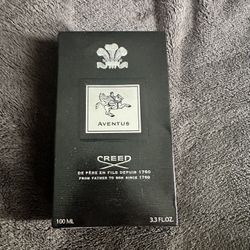 AVENTUS
CREED
DE PÈRE EN FILS DEPUIS 1760
FROM FATHER TO SON SINCE 1760
100 ML 3.3 FL.OZ.